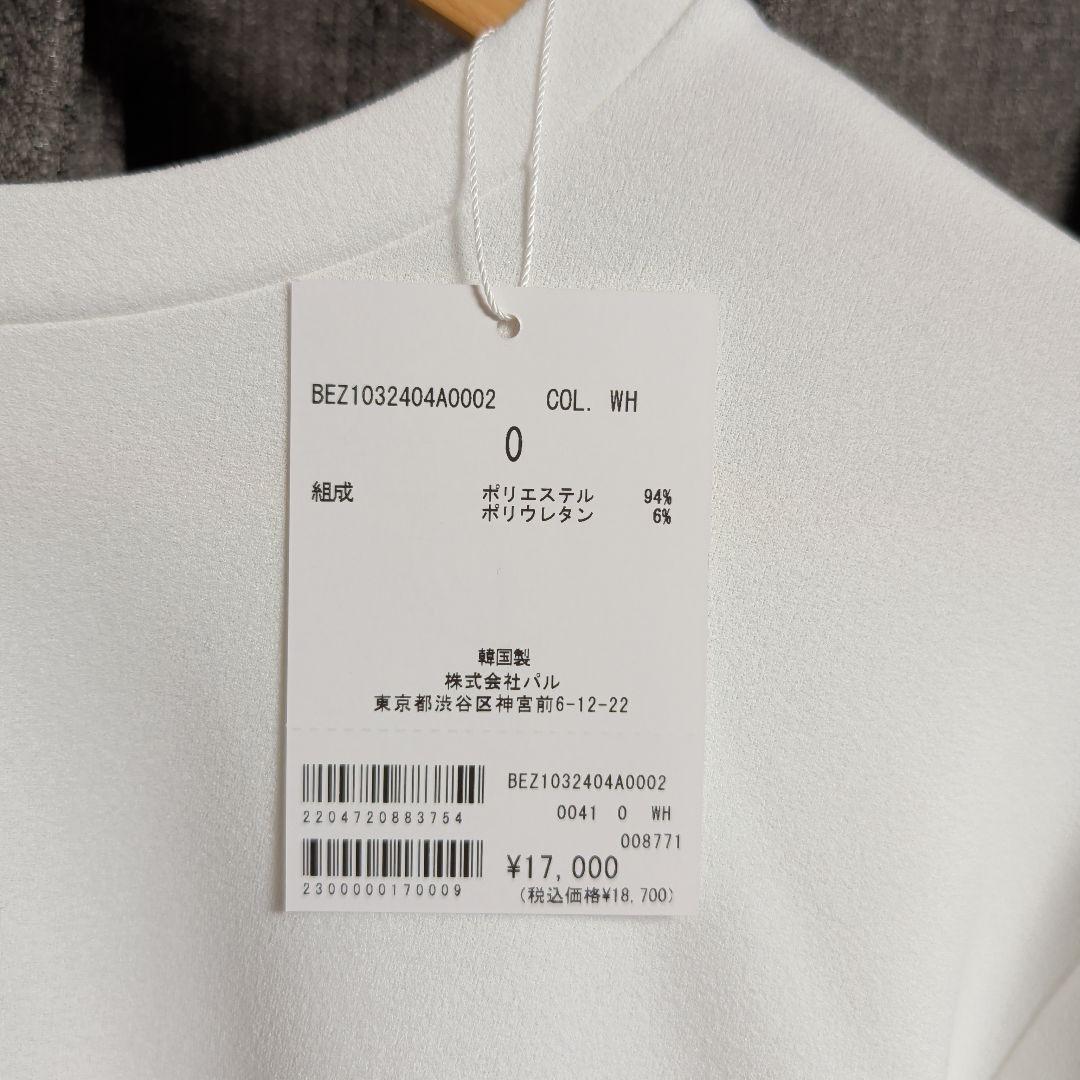 BEZ1032404A0002 COL. WH
0
組成 ポリエステル 94%
ポリウレタン 6%
韓国製
株式会社パル
東京都渋谷区神宮前6-12-22
BEZ1032404A0002
2204720883754
0041 0 WH
008771
¥17,000
2300000170009
(税込価格¥18,700)